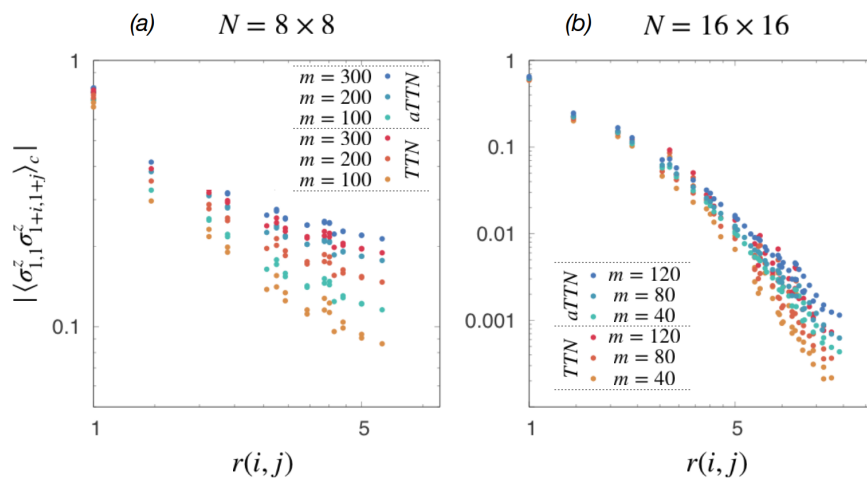 (a) N = 8 × 8
1
0.1
|⟨σ^z_{1,1} σ^z_{1+i,1+j}⟩_c|
m = 300
m = 200
m = 100
aTTN
m = 300
m = 200
m = 100
TTN
1 5
r(i, j)
(b) N = 16 × 16
1
0.1
0.01
0.001
aTTN
m = 120
m = 80
m = 40
TTN
m = 120
m = 80
m = 40
1 5
r(i, j)